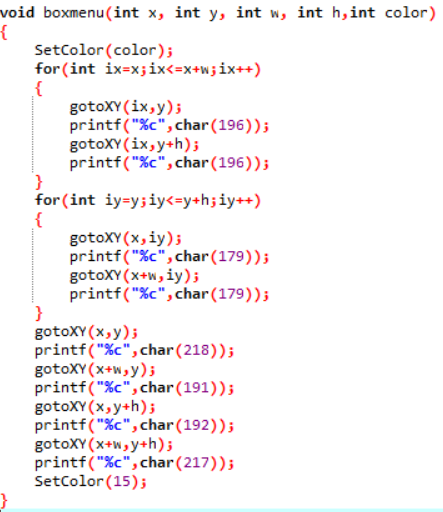 void boxmenu(int x, int y, int w, int h,int color)
{
SetColor(color);
for(int ix=x;ix<=x+w;ix++)
{
gotoXY(ix,y);
printf("%c",char(196));
gotoXY(ix,y+h);
printf("%c",char(196));
}
for(int iy=y;iy<=y+h;iy++)
{
gotoXY(x,iy);
printf("%c",char(179));
gotoXY(x+w,iy);
printf("%c",char(179));
}
gotoXY(x,y);
printf("%c",char(218));
gotoXY(x+w,y);
printf("%c",char(191));
gotoXY(x,y+h);
printf("%c",char(192));
gotoXY(x+w,y+h);
printf("%c",char(217));
SetColor(15);
}